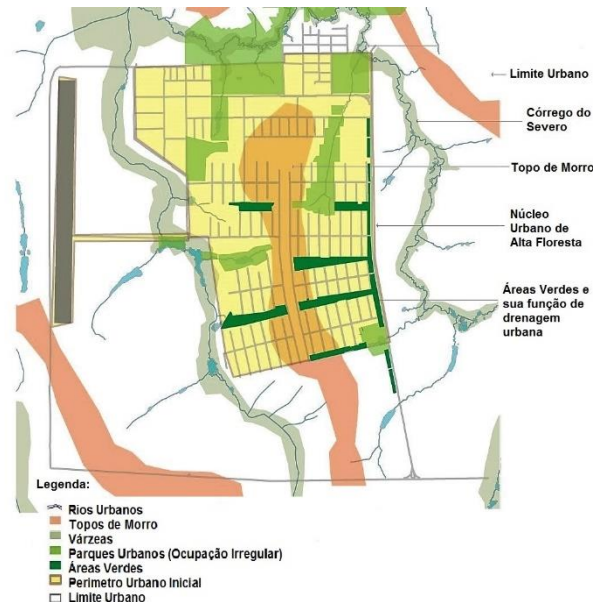 Limite Urbano
Córrego do
Severo
Topo de Morro
Núcleo
Urbano de
Alta Floresta
Áreas Verdes e
sua função de
drenagem
urbana
Legenda:
Rios Urbanos
Topos de Morro
Várzeas
Parques Urbanos (Ocupação Irregular)
Áreas Verdes
Perimetro Urbano Inicial
Limite Urbano